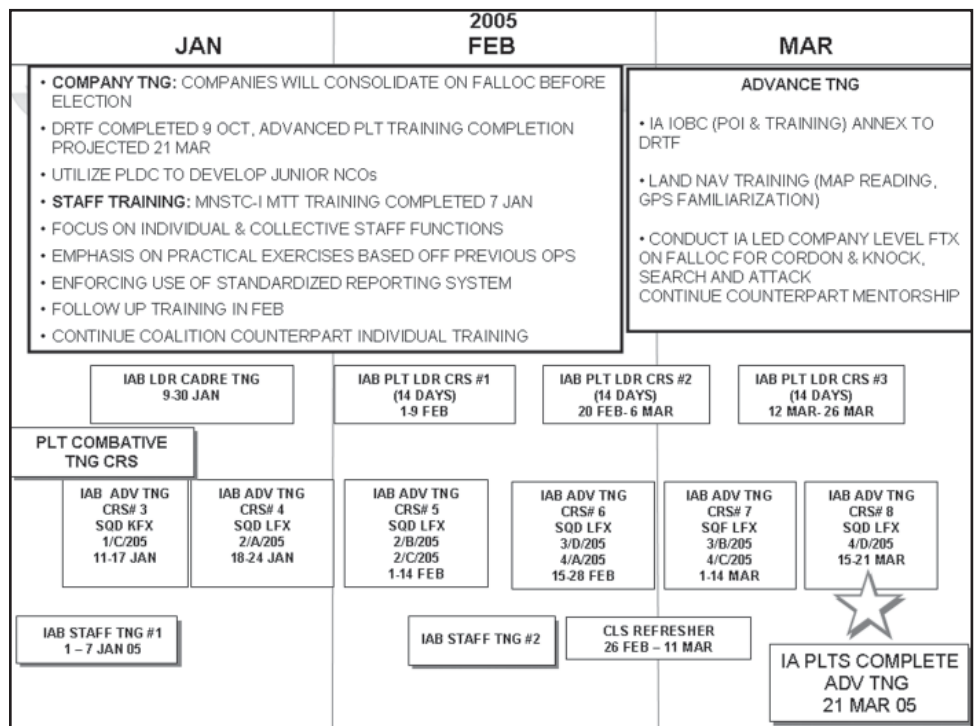 2005
JAN
FEB
MAR
• COMPANY TNG: COMPANIES WILL CONSOLIDATE ON FALLOC BEFORE
ELECTION
• DRTF COMPLETED 9 OCT, ADVANCED PLT TRAINING COMPLETION
PROJECTED 21 MAR
• UTILIZE PLDC TO DEVELOP JUNIOR NCOs
• STAFF TRAINING: MNSTC-I MTT TRAINING COMPLETED 7 JAN
• FOCUS ON INDIVIDUAL & COLLECTIVE STAFF FUNCTIONS
• EMPHASIS ON PRACTICAL EXERCISES BASED OFF PREVIOUS OPS
• ENFORCING USE OF STANDARDIZED REPORTING SYSTEM
• FOLLOW UP TRAINING IN FEB
• CONTINUE COALITION COUNTERPART INDIVIDUAL TRAINING
ADVANCE TNG
• IA IOBC (POI & TRAINING) ANNEX TO
DRTF
• LAND NAV TRAINING (MAP READING,
GPS FAMILIARIZATION)
• CONDUCT IA LED COMPANY LEVEL FTX
ON FALLOC FOR CORDON & KNOCK,
SEARCH AND ATTACK
CONTINUE COUNTERPART MENTORSHIP
IAB LDR CADRE TNG
9-30 JAN
IAB PLT LDR CRS #1
(14 DAYS)
1-9 FEB
IAB PLT LDR CRS #2
(14 DAYS)
20 FEB- 6 MAR
IAB PLT LDR CRS #3
(14 DAYS)
12 MAR- 26 MAR
PLT COMBATIVE
TNG CRS
IAB ADV TNG
CRS# 3
SQD KFX
1/C/205
11-17 JAN
IAB ADV TNG
CRS# 4
SQD LFX
2/A/205
18-24 JAN
IAB ADV TNG
CRS# 5
SQD LFX
2/B/205
2/C/205
1-14 FEB
IAB ADV TNG
CRS# 6
SQD LFX
3/D/205
4/A/205
15-28 FEB
IAB ADV TNG
CRS# 7
SQF LFX
3/B/205
4/C/205
1-14 MAR
IAB ADV TNG
CRS# 8
SQD LFX
4/D/205
15-21 MAR
IAB STAFF TNG #1
1 – 7 JAN 05
IAB STAFF TNG #2
CLS REFRESHER
26 FEB – 11 MAR
IA PLTS COMPLETE
ADV TNG
21 MAR 05